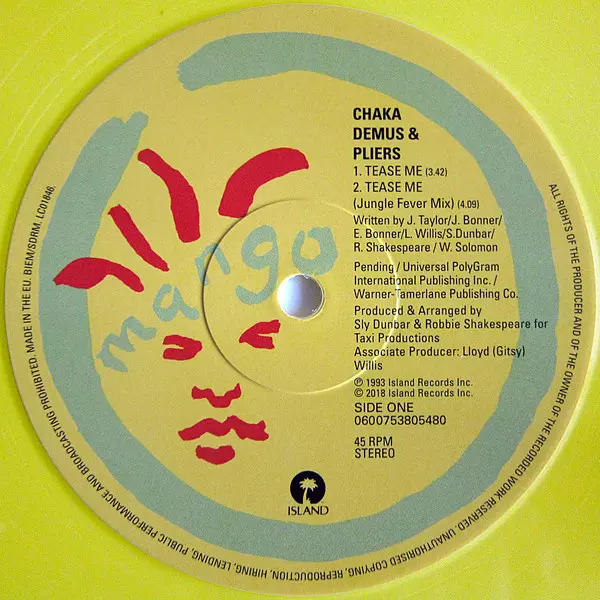 CHAKA
DEMUS &
PLIERS
1. TEASE ME (3.42)
2. TEASE ME
(Jungle Fever Mix) (4.09)
Written by J. Taylor/J. Bonner/
E. Bonner/L. Willis/S.Dunbar/
R. Shakespeare / W. Solomon
Pending / Universal PolyGram
International Publishing Inc. /
Warner-Tamerlane Publishing Co.
Produced & Arranged by
Sly Dunbar & Robbie Shakespeare for
Taxi Productions
Associate Producer: Lloyd (Gitsy)
Willis
℗ 1993 Island Records Inc.
© 2018 Island Records Inc.
SIDE ONE
0600753805480
45 RPM
STEREO
mango
ISLAND
ALL RIGHTS OF THE PRODUCER AND OF THE OWNER OF THE RECORDED WORK RESERVED. UNAUTHORISED COPYING, REPRODUCTION, HIRING, LENDING, PUBLIC PERFORMANCE AND BROADCASTING PROHIBITED. MADE IN THE EU. BIEM/SDRM. LC01846.